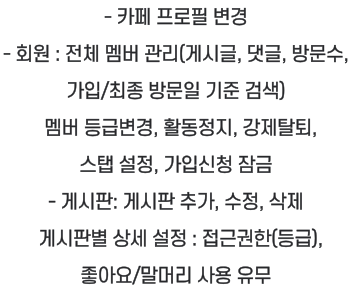 - 카페 프로필 변경
- 회원 : 전체 멤버 관리(게시글, 댓글, 방문수,
가입/최종 방문일 기준 검색)
멤버 등급변경, 활동정지, 강제탈퇴,
스탭 설정, 가입신청 잠금
- 게시판: 게시판 추가, 수정, 삭제
게시판별 상세 설정 : 접근권한(등급),
좋아요/말머리 사용 유무